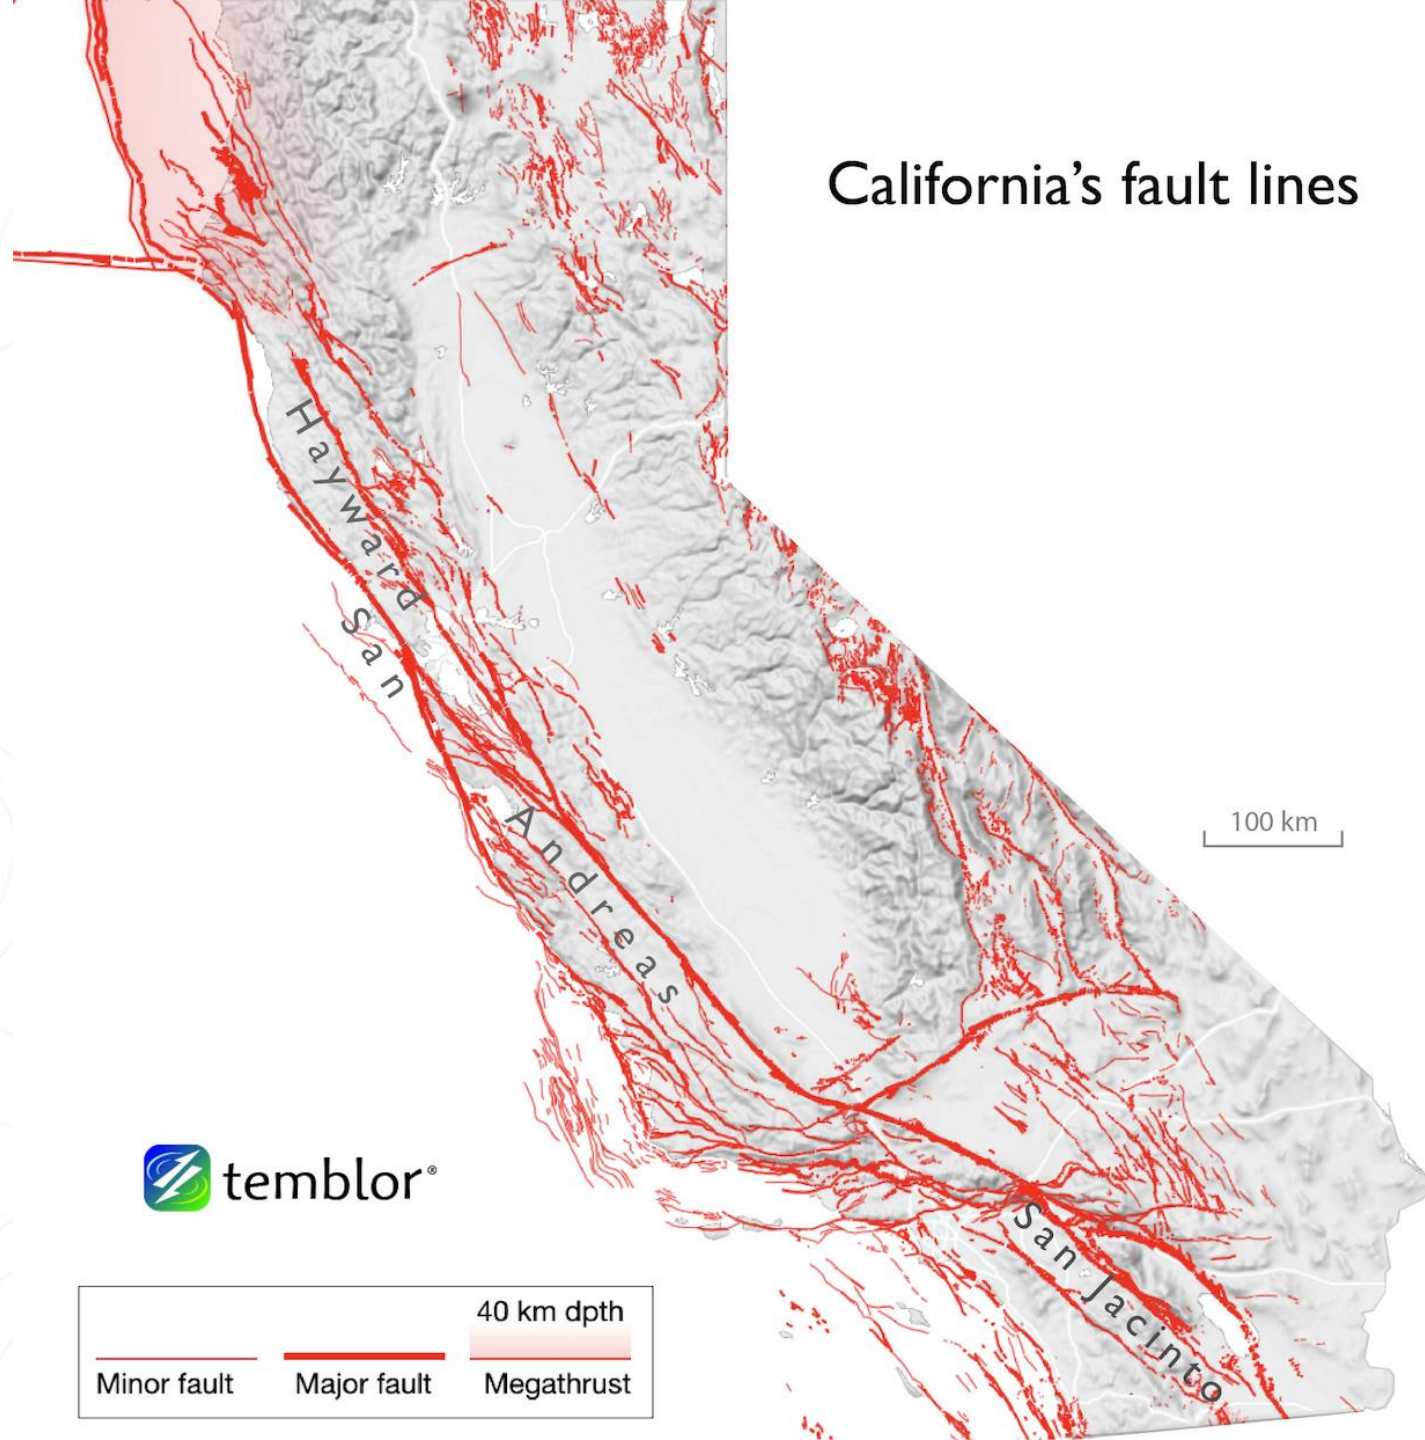 California's fault lines
Hayward
San
Andreas
100 km
temblor®
San Jacinto
40 km dpth
Minor fault
Major fault
Megathrust